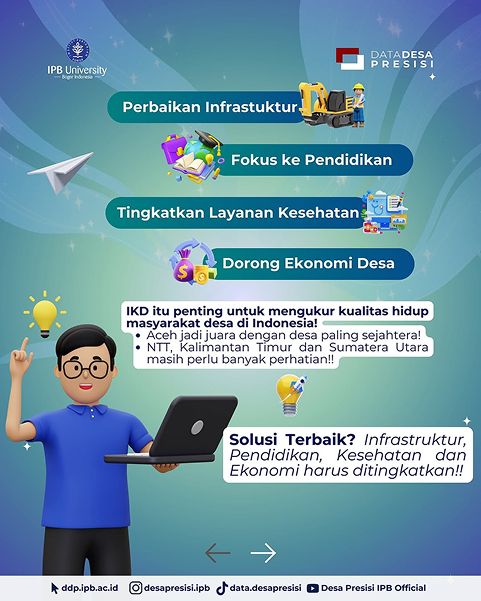 IPB University
Bogor Indonesia
DATA DESA
PRESISI
Perbaikan Infrastuktur
Fokus ke Pendidikan
Tingkatkan Layanan Kesehatan
Dorong Ekonomi Desa
IKD itu penting untuk mengukur kualitas hidup
masyarakat desa di Indonesia!
• Aceh jadi juara dengan desa paling sejahtera!
• NTT, Kalimantan Timur dan Sumatera Utara
masih perlu banyak perhatian!!
Solusi Terbaik? Infrastruktur,
Pendidikan, Kesehatan dan
Ekonomi harus ditingkatkan!!
ddp.ipb.ac.id desapresisi.ipb data.desapresisi Desa Presisi IPB Official